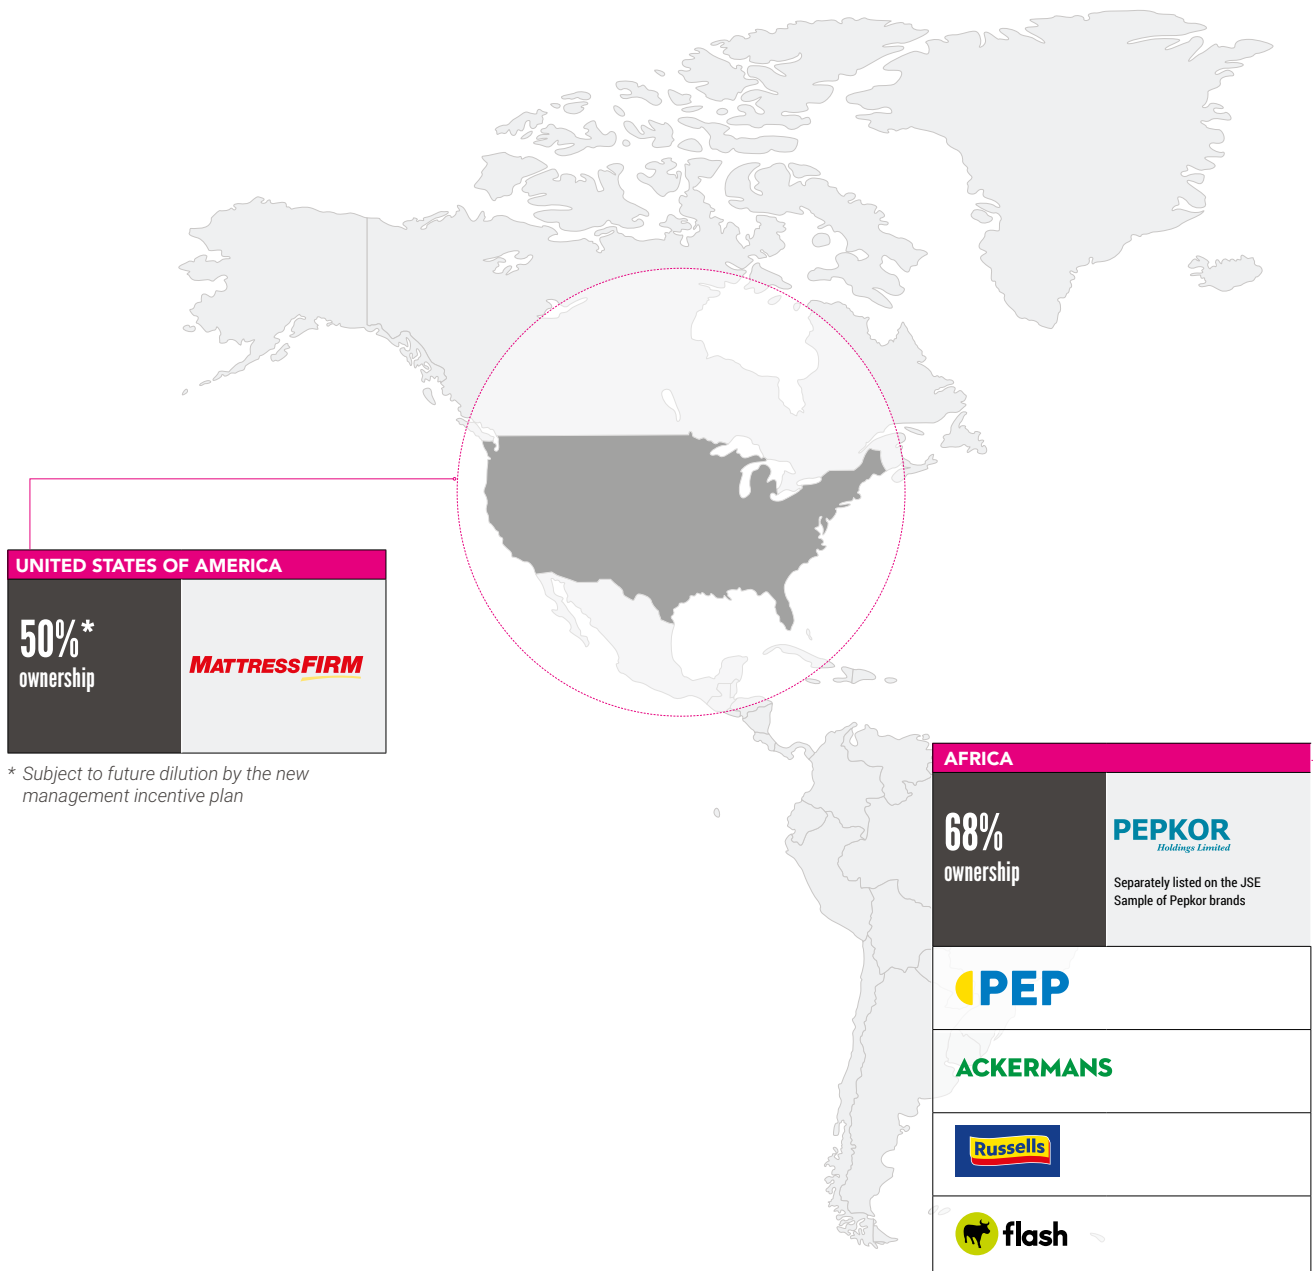 UNITED STATES OF AMERICA
50%*
ownership
MATTRESSFIRM
* Subject to future dilution by the new
management incentive plan
AFRICA
68%
ownership
PEPKOR
Holdings Limited
Separately listed on the JSE
Sample of Pepkor brands
PEP
ACKERMANS
Russells
flash